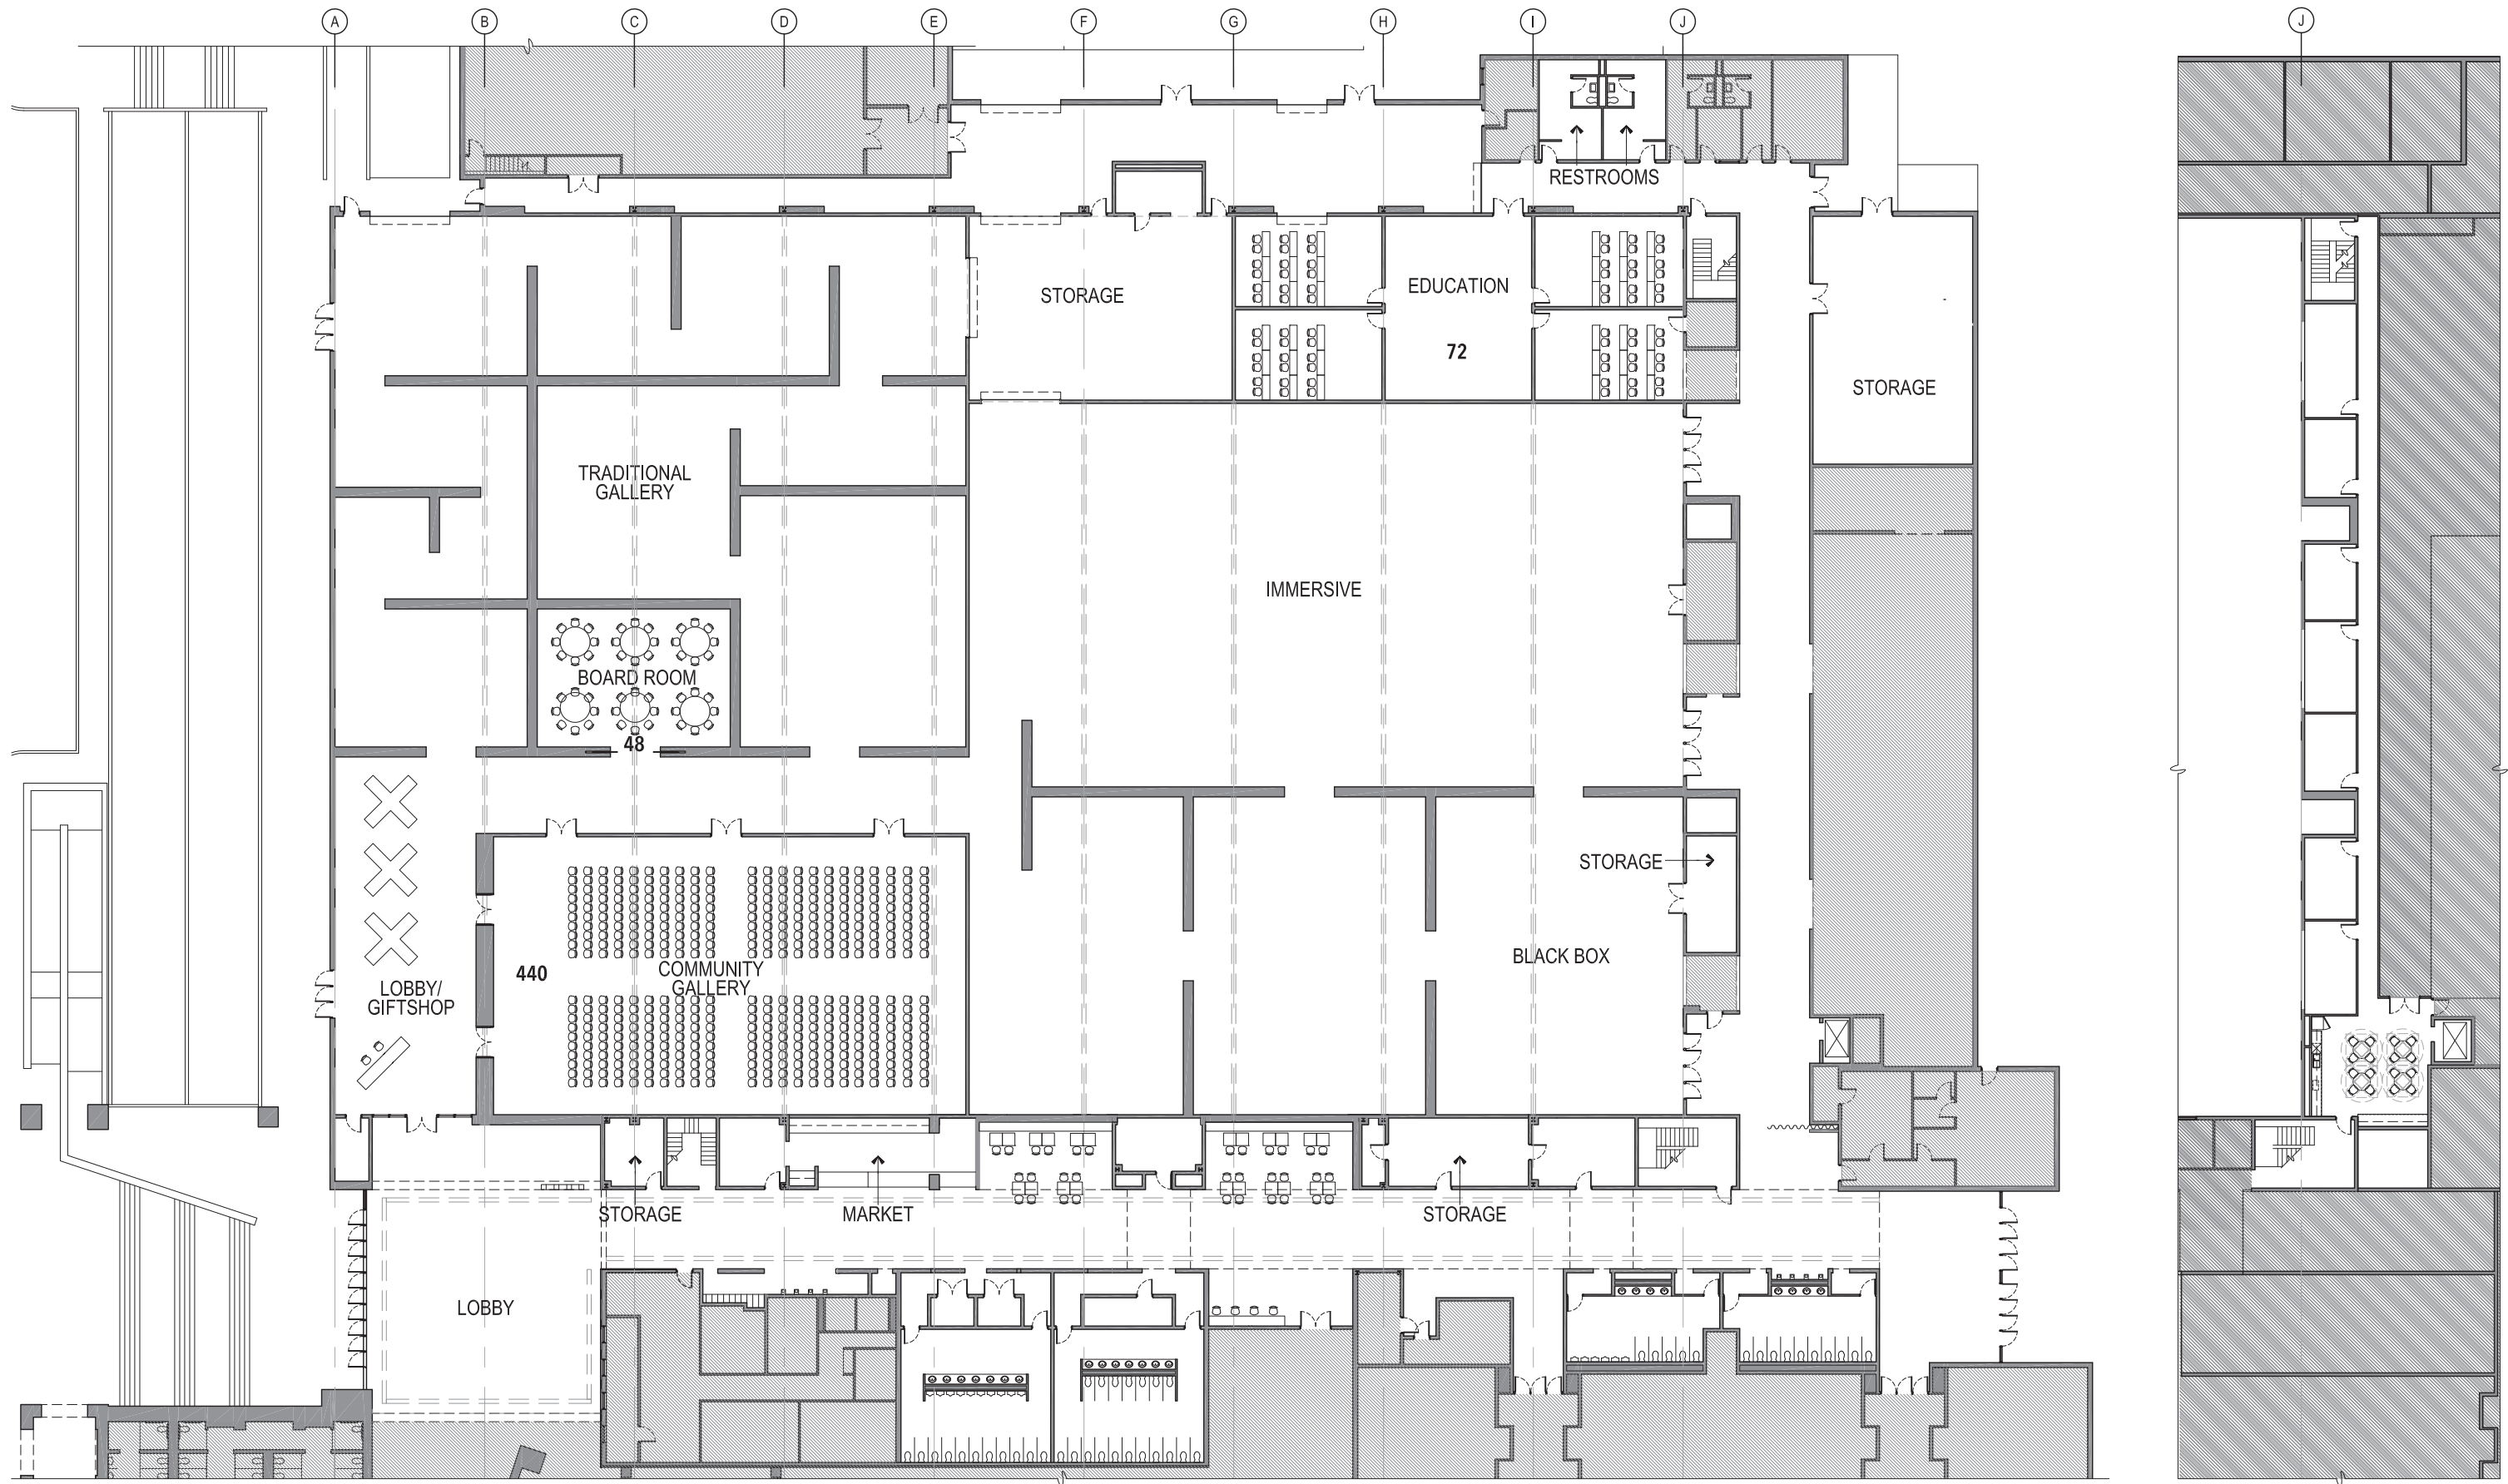 A B C D E F G H I J J
RESTROOMS
STORAGE
EDUCATION
72
STORAGE
TRADITIONAL
GALLERY
IMMERSIVE
BOARD ROOM
48
STORAGE
BLACK BOX
440
COMMUNITY
GALLERY
LOBBY/
GIFTSHOP
STORAGE
MARKET
STORAGE
LOBBY